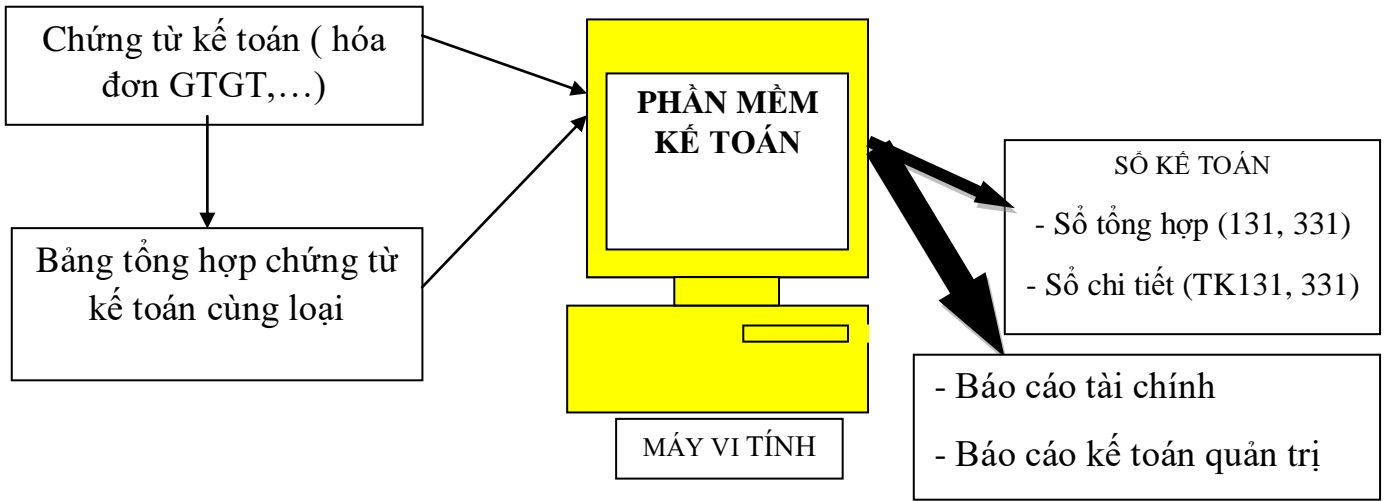 Chứng từ kế toán ( hóa
đơn GTGT,…)
Bảng tổng hợp chứng từ
kế toán cùng loại
PHẦN MỀM
KẾ TOÁN
MÁY VI TÍNH
SỔ KẾ TOÁN
- Sổ tổng hợp (131, 331)
- Sổ chi tiết (TK131, 331)
- Báo cáo tài chính
- Báo cáo kế toán quản trị